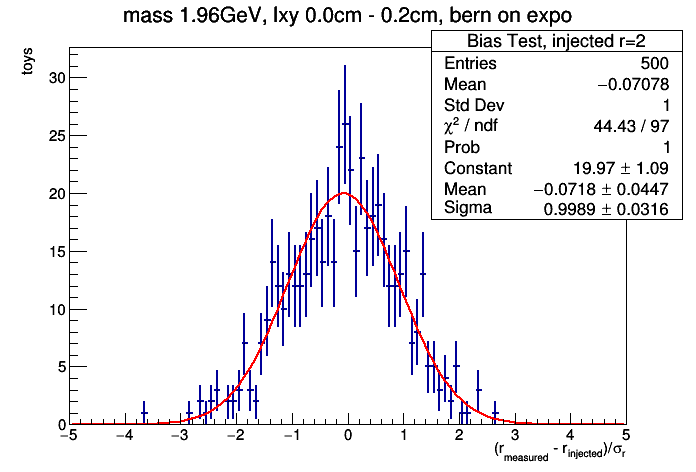 mass 1.96GeV, lxy 0.0cm - 0.2cm, bern on expo
Bias Test, injected r=2
Entries 500
Mean −0.07078
Std Dev 1
χ² / ndf 44.43 / 97
Prob 1
Constant 19.97 ± 1.09
Mean −0.0718 ± 0.0447
Sigma 0.9989 ± 0.0316
toys
30
25
20
15
10
5
0
−5 −4 −3 −2 −1 0 1 2 3 4 5
(r_measured - r_injected)/σ_r